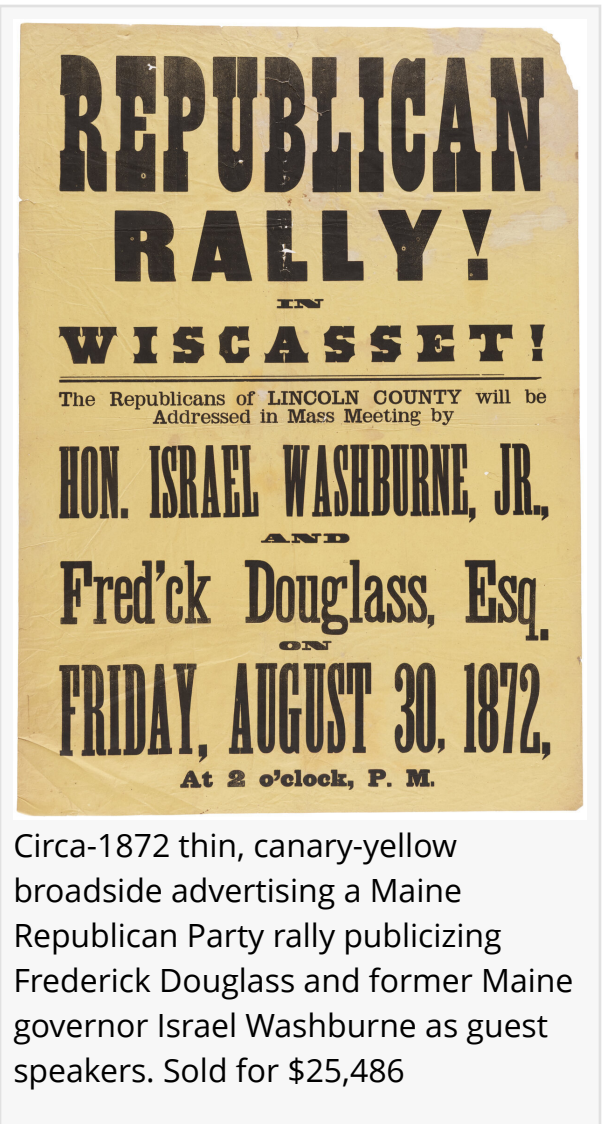 REPUBLICAN
RALLY!
IN
WISCASSET!
The Republicans of LINCOLN COUNTY will be
Addressed in Mass Meeting by
HON. ISRAEL WASHBURNE, JR.,
AND
Fred'ck Douglass, Esq.
ON
FRIDAY, AUGUST 30, 1872,
At 2 o'clock, P. M.
Circa-1872 thin, canary-yellow
broadside advertising a Maine
Republican Party rally publicizing
Frederick Douglass and former Maine
governor Israel Washburne as guest
speakers. Sold for $25,486